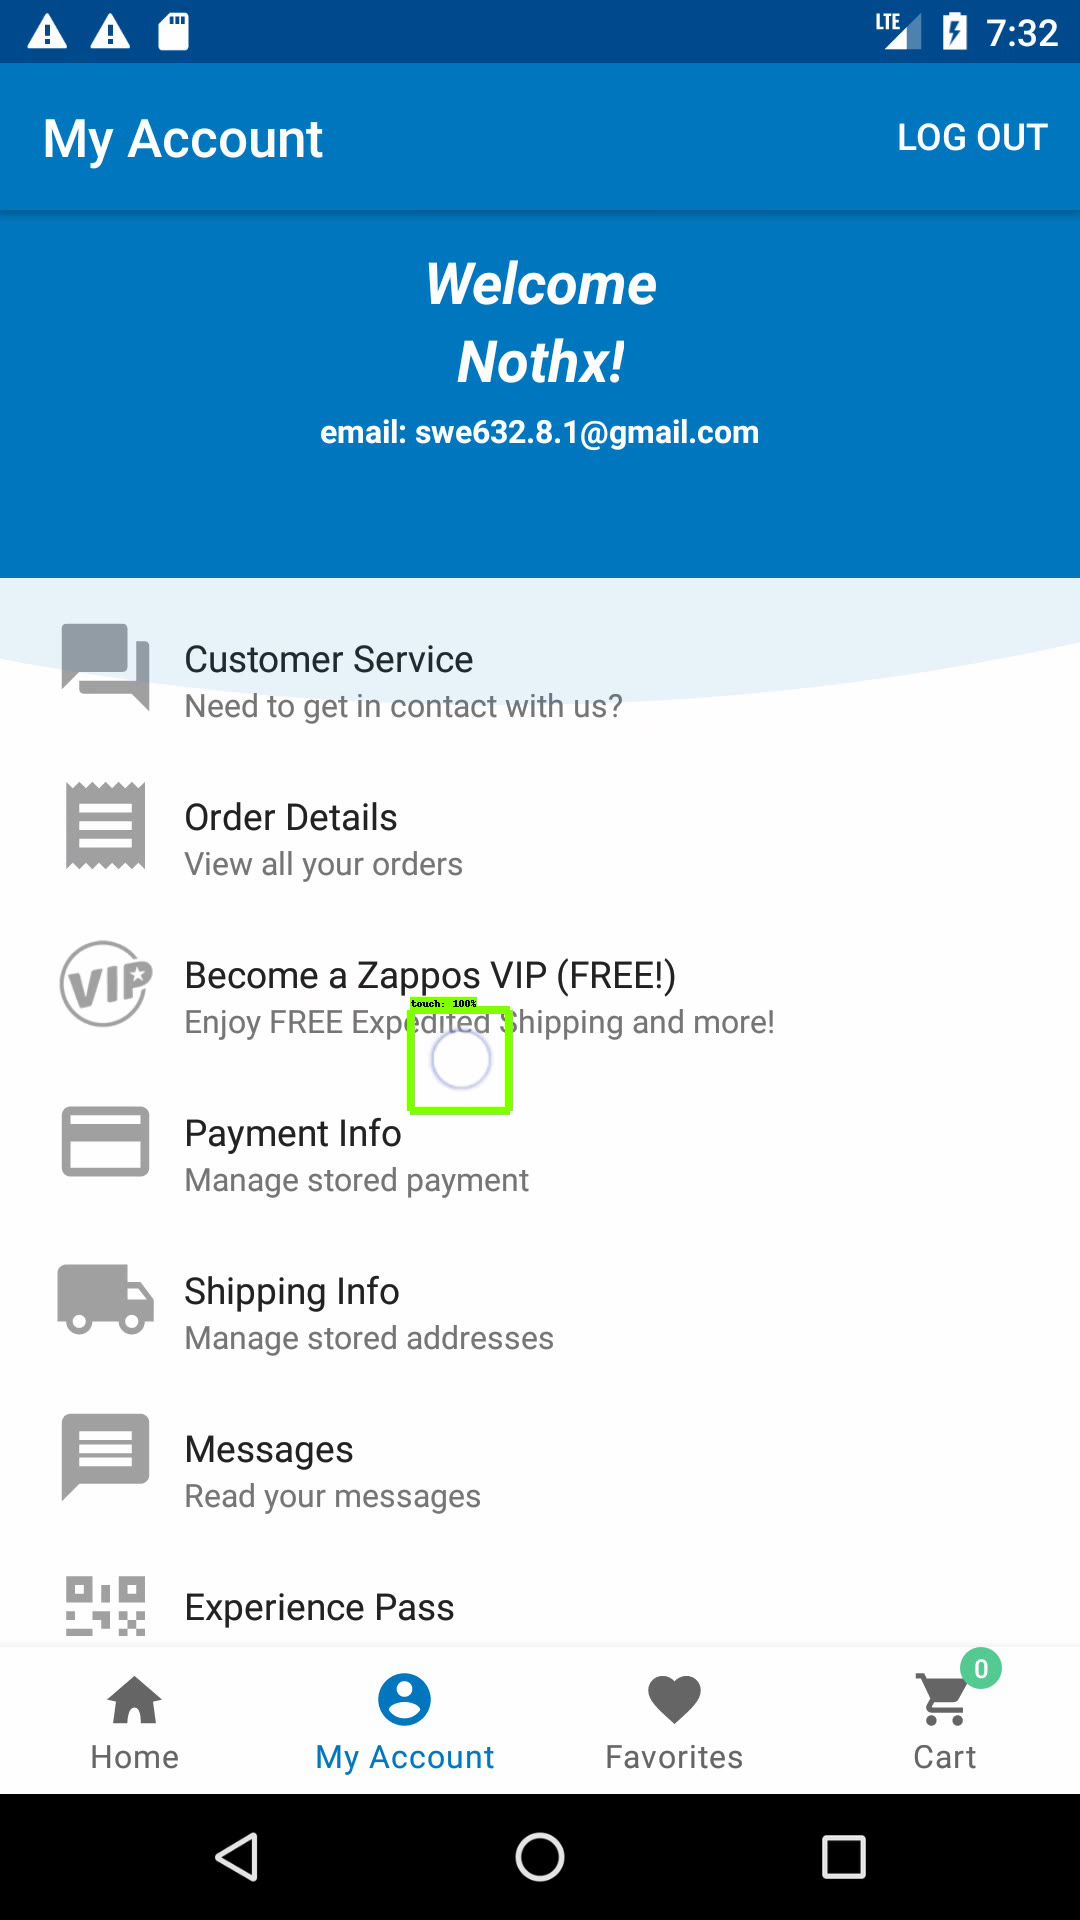 LTE 7:32
My Account LOG OUT
Welcome
Nothx!
email: swe632.8.1@gmail.com
Customer Service
Need to get in contact with us?
Order Details
View all your orders
VIP
Become a Zappos VIP (FREE!)
touch: 100%
Enjoy FREE Expedited Shipping and more!
Payment Info
Manage stored payment
Shipping Info
Manage stored addresses
Messages
Read your messages
Experience Pass
0
Home My Account Favorites Cart